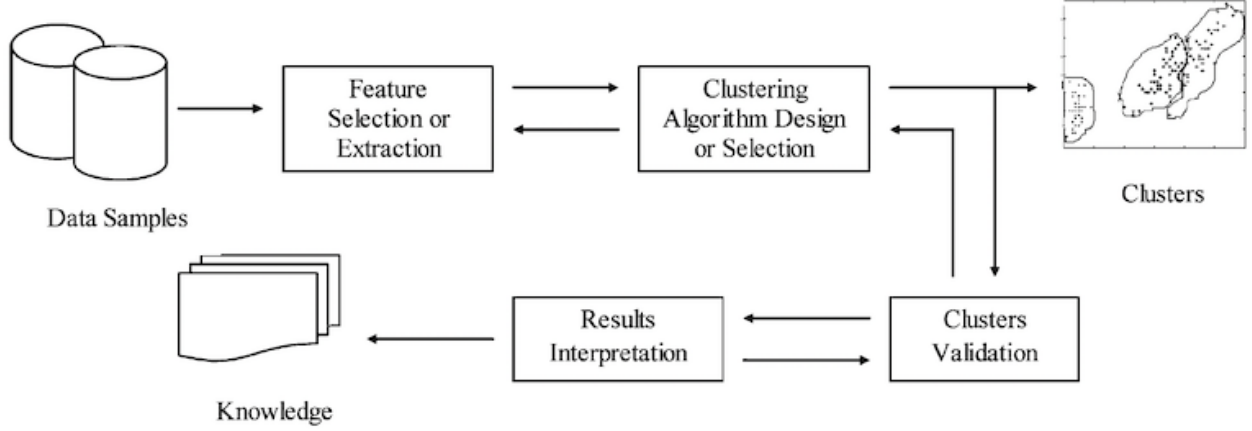 Feature
Selection or
Extraction
Clustering
Algorithm Design
or Selection
Clusters
Data Samples
Results
Interpretation
Clusters
Validation
Knowledge